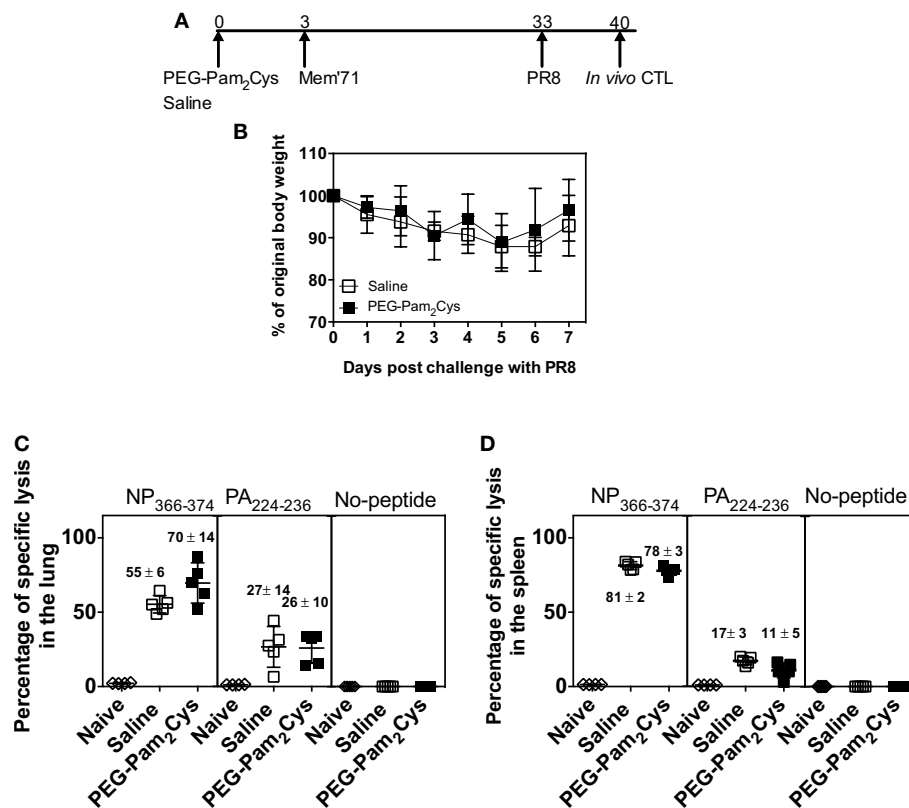 A
0 3 33 40
PEG-Pam₂Cys Mem'71 PR8 In vivo CTL
Saline
B
% of original body weight
110
100
90
80
70
Saline
PEG-Pam₂Cys
0 1 2 3 4 5 6 7
Days post challenge with PR8
C
Percentage of specific lysis
in the lung
NP₃₆₆₋₃₇₄ PA₂₂₄₋₂₃₆ No-peptide
100
50
0
55 ± 6
70 ± 14
27 ± 14
26 ± 10
Naive Saline PEG-Pam₂Cys Naive Saline PEG-Pam₂Cys Naive Saline PEG-Pam₂Cys
D
Percentage of specific lysis
in the spleen
NP₃₆₆₋₃₇₄ PA₂₂₄₋₂₃₆ No-peptide
100
50
0
81 ± 2
78 ± 3
17 ± 3
11 ± 5
Naive Saline PEG-Pam₂Cys Naive Saline PEG-Pam₂Cys Naive Saline PEG-Pam₂Cys